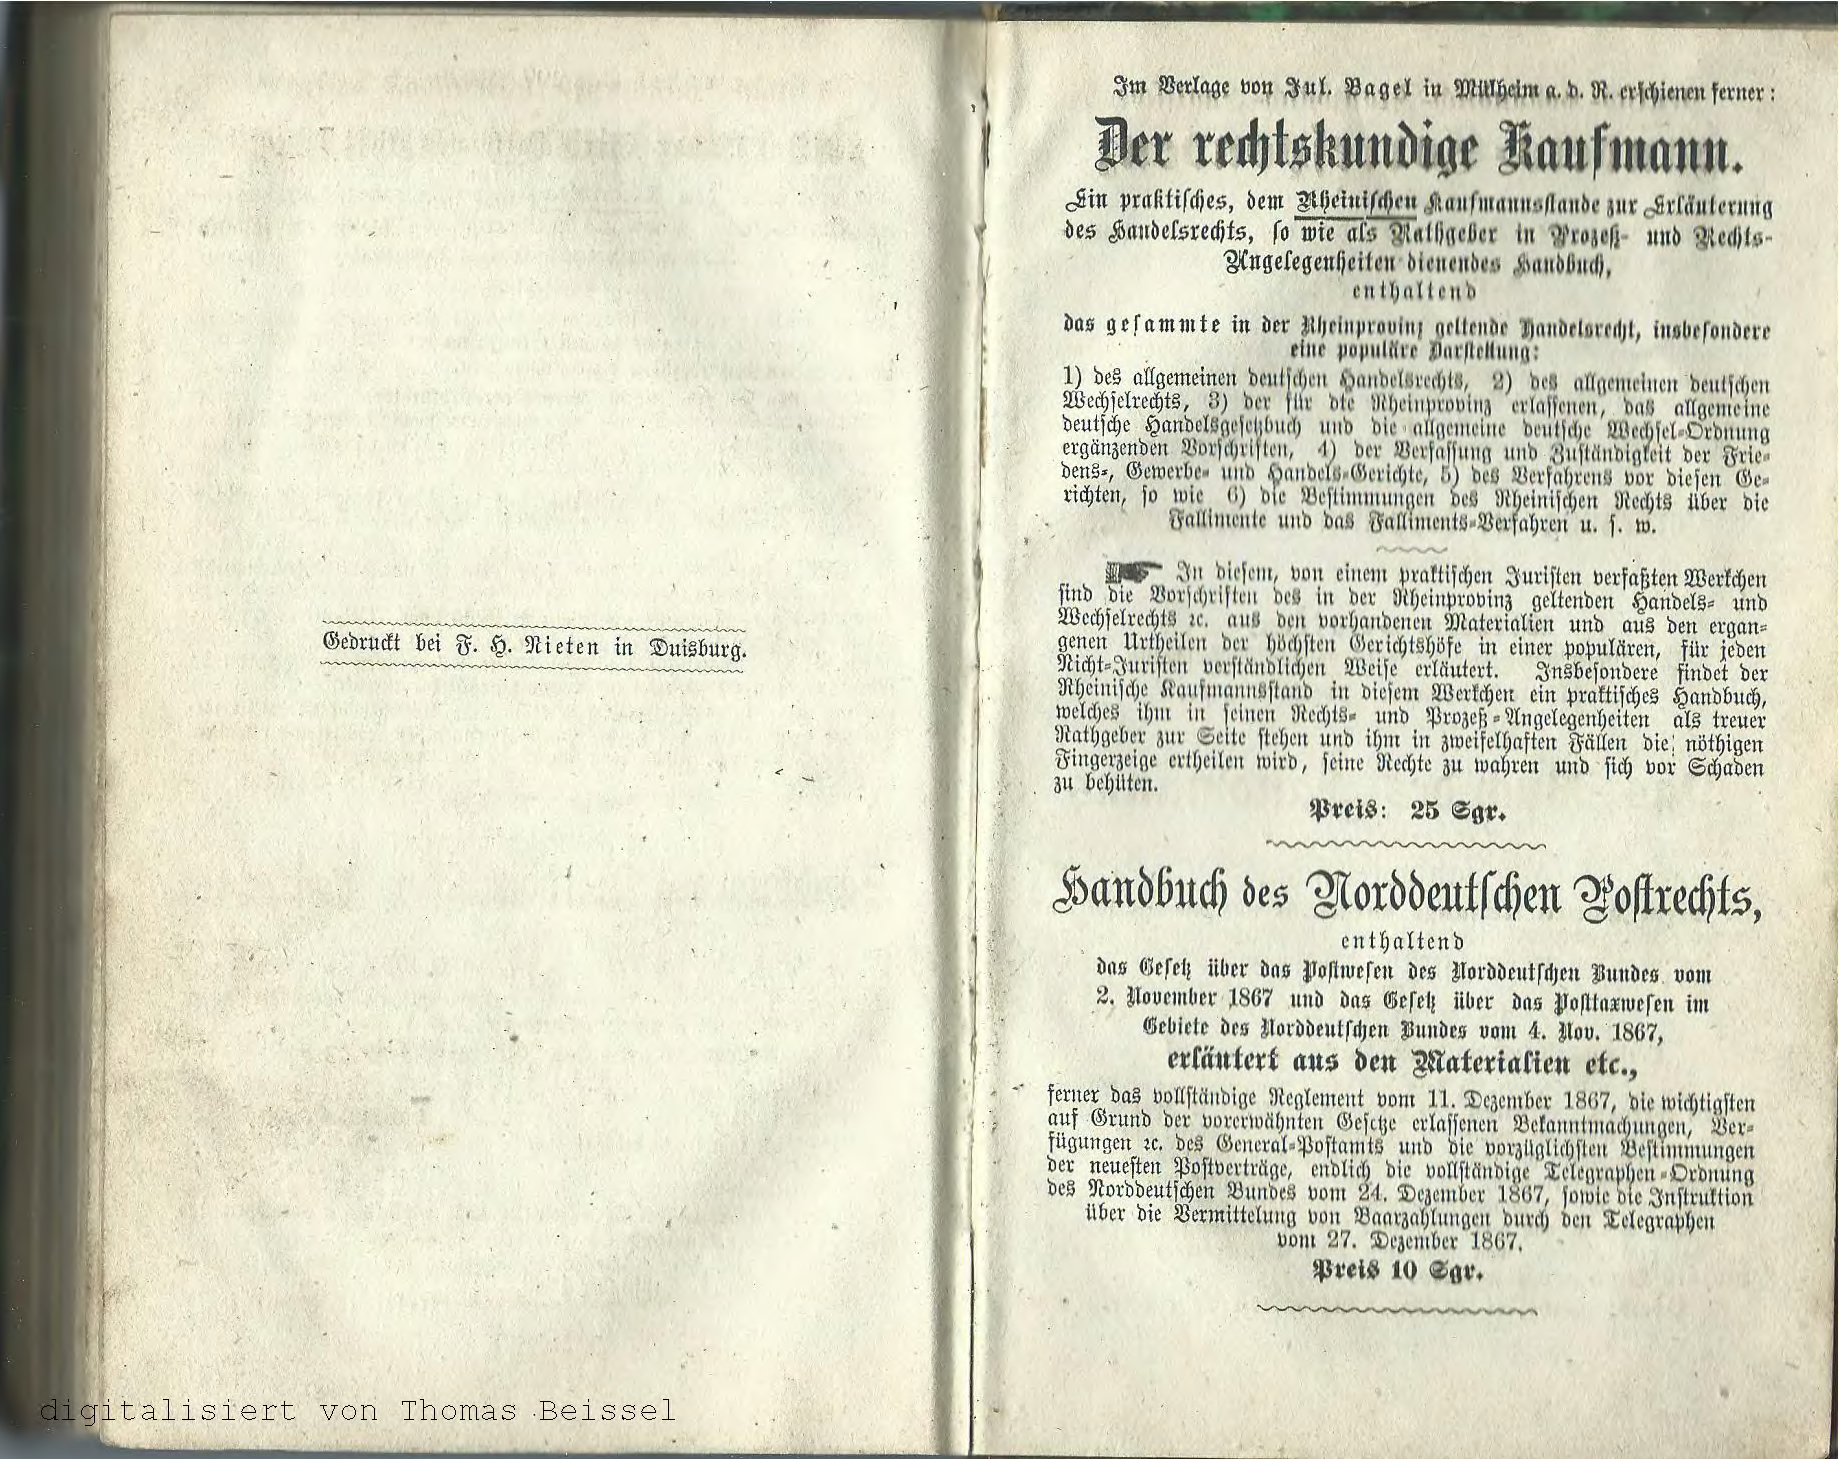 Gedruckt bei F. H. Nieten in Duisburg.
Im Verlage von Jul. Bagel in Mülheim a. d. R. erschienen ferner:
Der rechtskundige Kaufmann.
Ein praktisches, dem Rheinischen Kaufmannsstande zur Erläuterung
des Handelsrechts, so wie als Rathgeber in Prozeß- und Rechts-
Angelegenheiten dienendes Handbuch,
enthaltend
das gesammte in der Rheinprovinz geltende Handelsrecht, insbesondere
eine populäre Darstellung:
1) des allgemeinen deutschen Handelsrechts, 2) des allgemeinen deutschen
Wechselrechts, 3) der für die Rheinprovinz erlassenen, das allgemeine
deutsche Handelsgesetzbuch und die allgemeine deutsche Wechsel-Ordnung
ergänzenden Vorschriften, 4) der Verfassung und Zuständigkeit der Frie-
dens-, Gewerbe- und Handels-Gerichte, 5) des Verfahrens vor diesen Ge-
richten, so wie 6) die Bestimmungen des Rheinischen Rechts über die
Fallimente und das Falliments-Verfahren u. s. w.
☛ In diesem, von einem praktischen Juristen verfaßten Werkchen
sind die Vorschriften des in der Rheinprovinz geltenden Handels- und
Wechselrechts ꝛc. aus den vorhandenen Materialien und aus den ergan-
genen Urtheilen der höchsten Gerichtshöfe in einer populären, für jeden
Nicht-Juristen verständlichen Weise erläutert. Insbesondere findet der
Rheinische Kaufmannsstand in diesem Werkchen ein praktisches Handbuch,
welches ihm in seinen Rechts- und Prozeß-Angelegenheiten als treuer
Rathgeber zur Seite stehen und ihm in zweifelhaften Fällen die nöthigen
Fingerzeige ertheilen wird, seine Rechte zu wahren und sich vor Schaden
zu behüten.
Preis: 25 Sgr.
Handbuch des Norddeutschen Postrechts,
enthaltend
das Gesetz über das Postwesen des Norddeutschen Bundes vom
2. November 1867 und das Gesetz über das Posttaxwesen im
Gebiete des Norddeutschen Bundes vom 4. Nov. 1867,
erläutert aus den Materialien etc.,
ferner das vollständige Reglement vom 11. Dezember 1867, die wichtigsten
auf Grund der vorerwähnten Gesetze erlassenen Bekanntmachungen, Ver-
fügungen ꝛc. des General-Postamts und die vorzüglichsten Bestimmungen
der neuesten Postverträge, endlich die vollständige Telegraphen-Ordnung
des Norddeutschen Bundes vom 24. Dezember 1867, sowie die Instruktion
über die Vermittelung von Baarzahlungen durch den Telegraphen
vom 27. Dezember 1867.
Preis 10 Sgr.
digitalisiert von Thomas Beissel